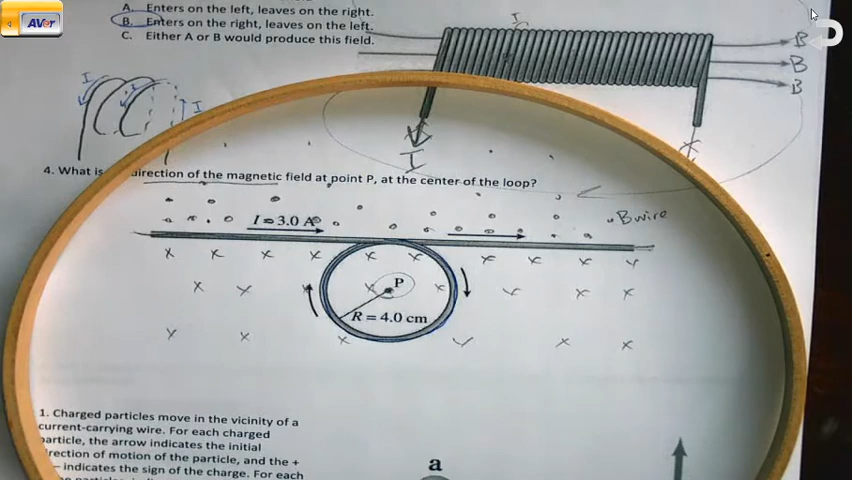 AVer
A. Enters on the left, leaves on the right.
B. Enters on the right, leaves on the left.
C. Either A or B would produce this field.
I
B
B
B
I
I
I
4. What is direction of the magnetic field at point P, at the center of the loop?
B wire
I = 3.0 A
P
R = 4.0 cm
1. Charged particles move in the vicinity of a
current-carrying wire. For each charged
particle, the arrow indicates the initial
direction of motion of the particle, and the +
– indicates the sign of the charge. For each
a